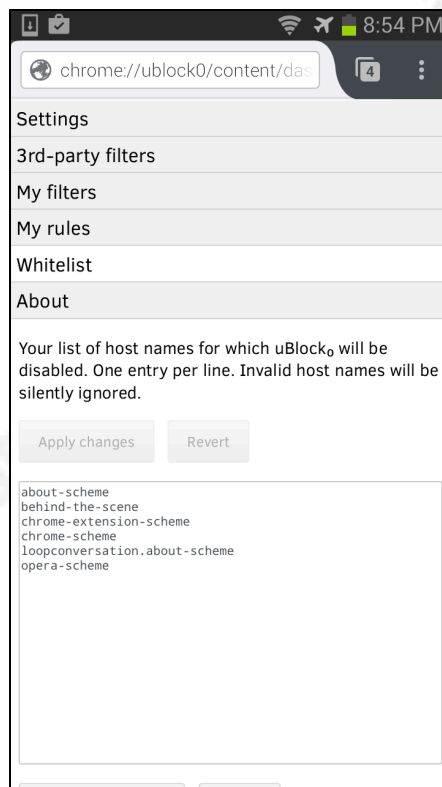 8:54 PM
chrome://ublock0/content/das
4
Settings
3rd-party filters
My filters
My rules
Whitelist
About
Your list of host names for which uBlock₀ will be
disabled. One entry per line. Invalid host names will be
silently ignored.
Apply changes Revert
about-scheme
behind-the-scene
chrome-extension-scheme
chrome-scheme
loopconversation.about-scheme
opera-scheme